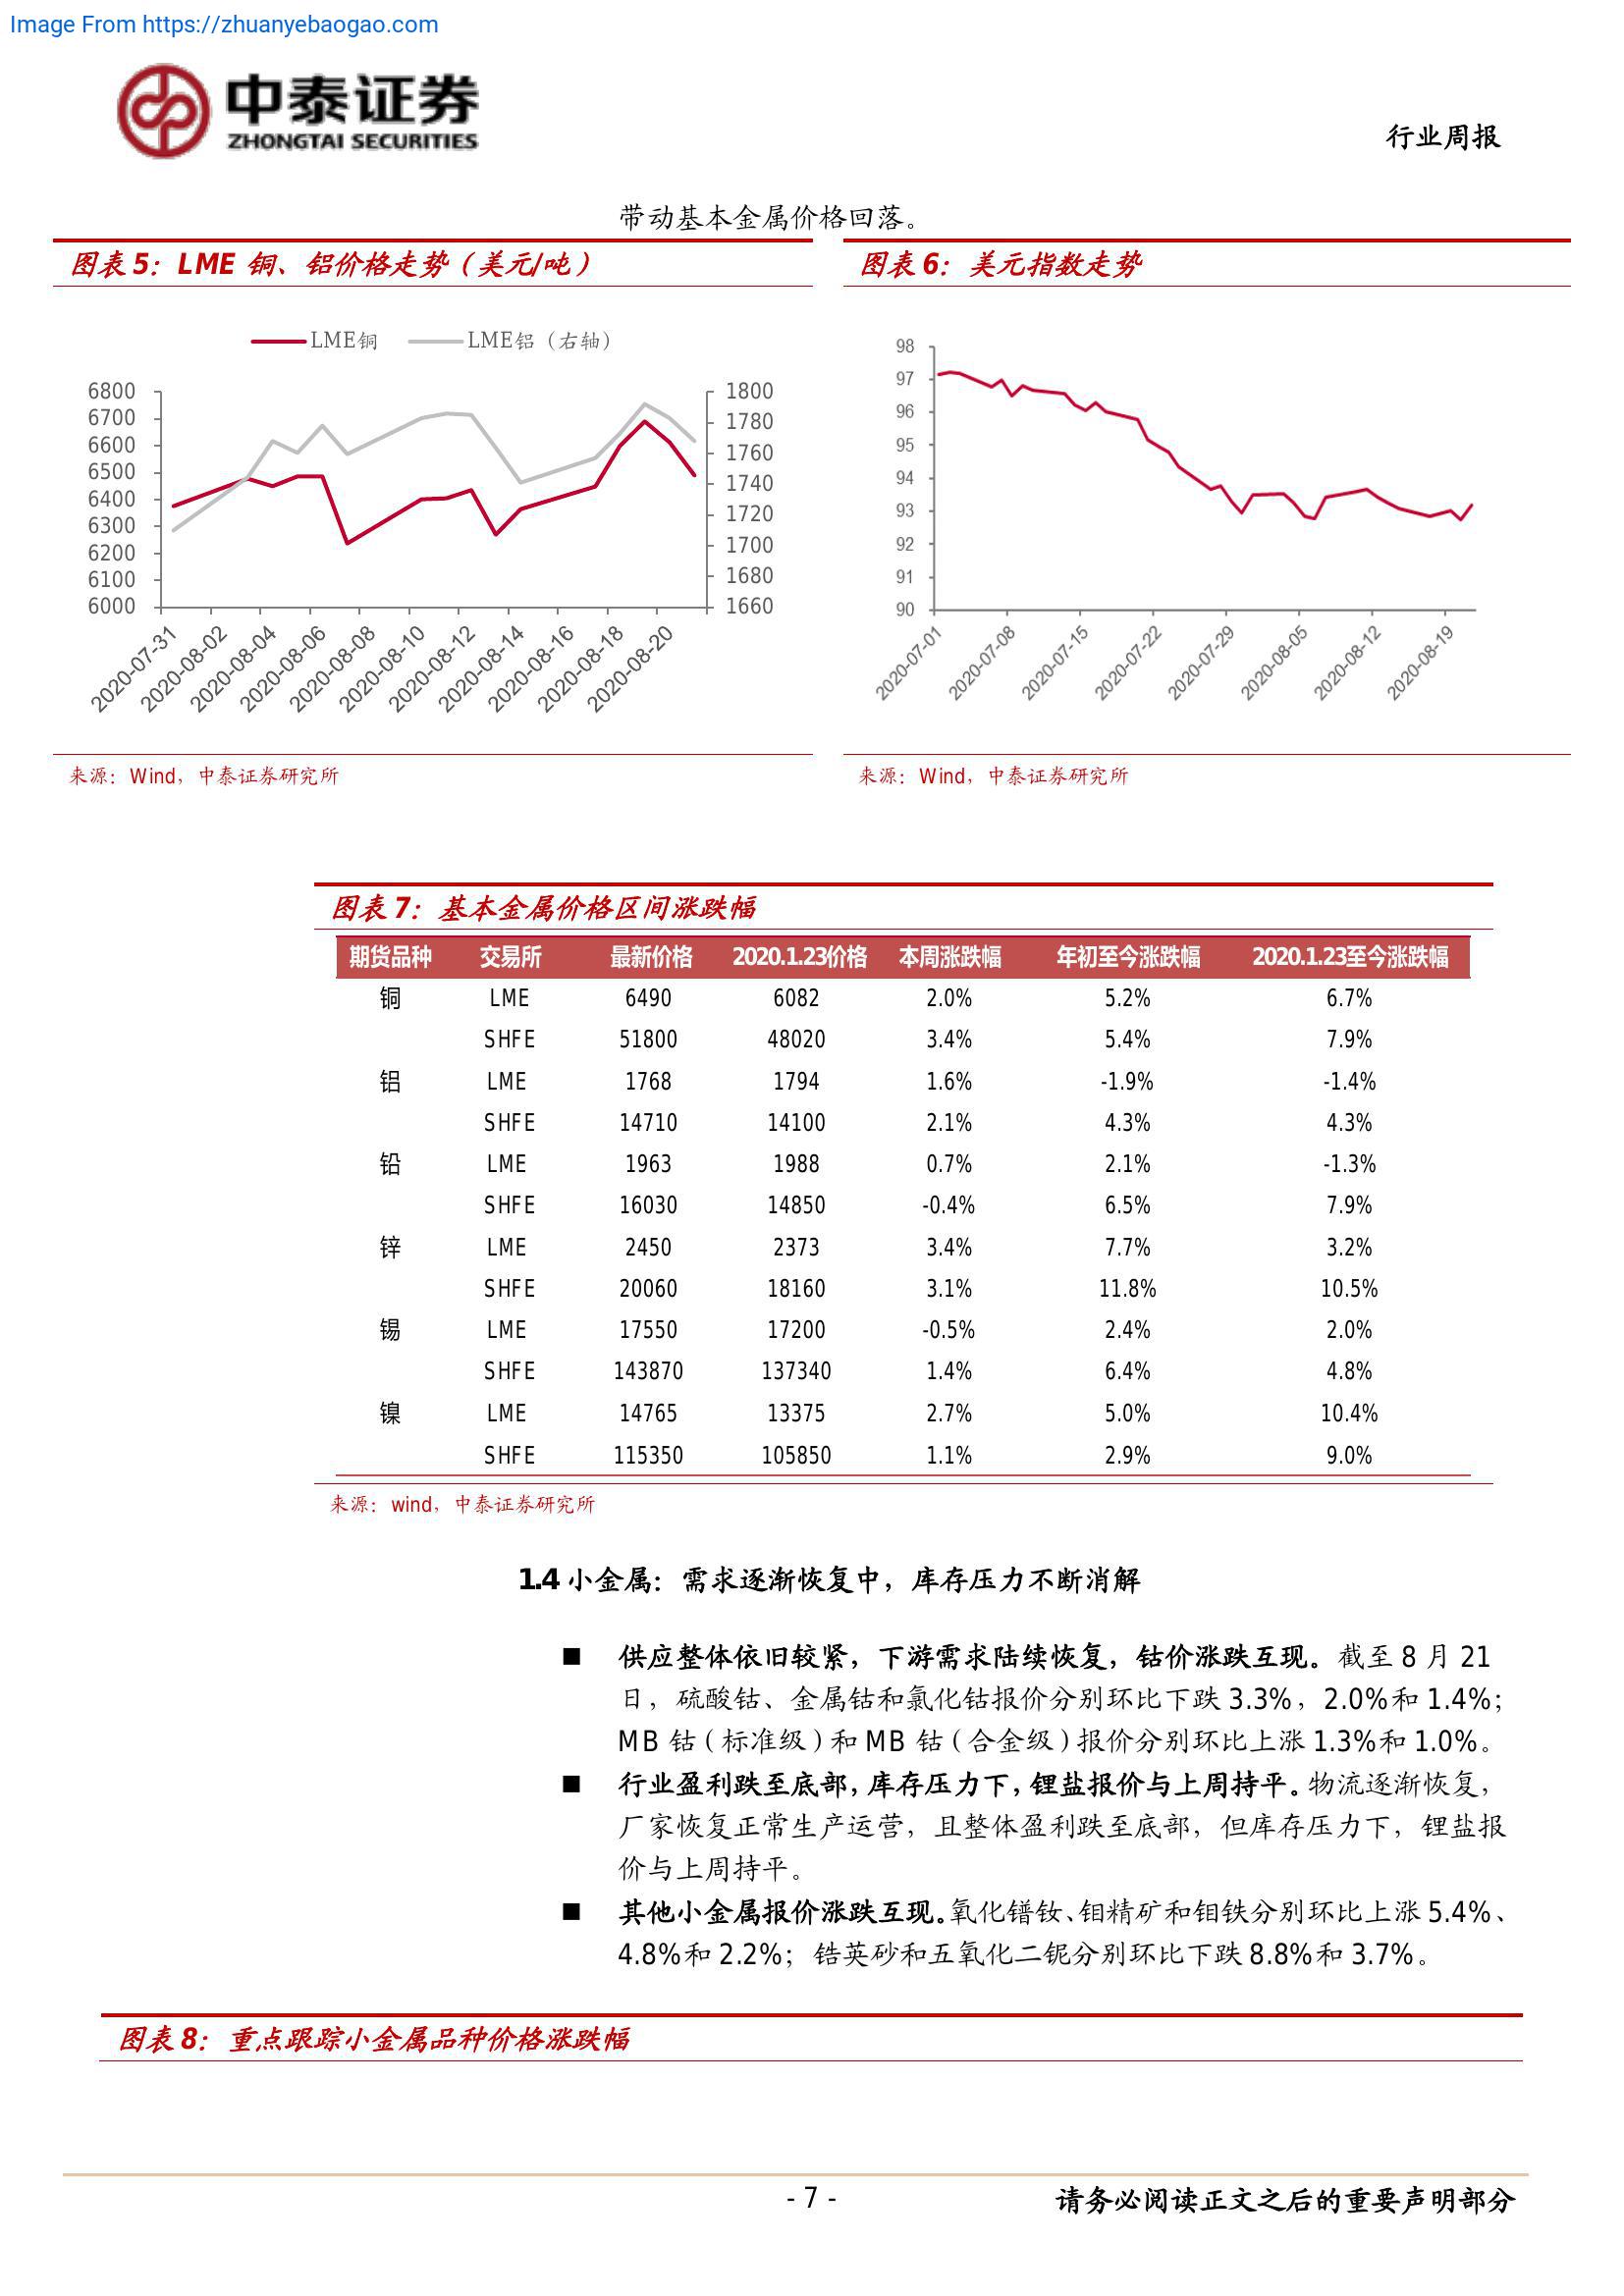 Image From https://zhuanyebaogao.com
中泰证券
ZHONGTAI SECURITIES
行业周报
带动基本金属价格回落。
图表 5：LME 铜、铝价格走势（美元/吨）
LME铜 LME铝（右轴）
6800
6700
6600
6500
6400
6300
6200
6100
6000
1800
1780
1760
1740
1720
1700
1680
1660
2020-07-31
2020-08-02
2020-08-04
2020-08-06
2020-08-08
2020-08-10
2020-08-12
2020-08-14
2020-08-16
2020-08-18
2020-08-20
来源：Wind，中泰证券研究所
图表 6：美元指数走势
98
97
96
95
94
93
92
91
90
2020-07-01
2020-07-08
2020-07-15
2020-07-22
2020-07-29
2020-08-05
2020-08-12
2020-08-19
来源：Wind，中泰证券研究所
图表 7：基本金属价格区间涨跌幅
期货品种 交易所 最新价格 2020.1.23价格 本周涨跌幅 年初至今涨跌幅 2020.1.23至今涨跌幅
铜 LME 6490 6082 2.0% 5.2% 6.7%
SHFE 51800 48020 3.4% 5.4% 7.9%
铝 LME 1768 1794 1.6% -1.9% -1.4%
SHFE 14710 14100 2.1% 4.3% 4.3%
铅 LME 1963 1988 0.7% 2.1% -1.3%
SHFE 16030 14850 -0.4% 6.5% 7.9%
锌 LME 2450 2373 3.4% 7.7% 3.2%
SHFE 20060 18160 3.1% 11.8% 10.5%
锡 LME 17550 17200 -0.5% 2.4% 2.0%
SHFE 143870 137340 1.4% 6.4% 4.8%
镍 LME 14765 13375 2.7% 5.0% 10.4%
SHFE 115350 105850 1.1% 2.9% 9.0%
来源：wind，中泰证券研究所
1.4 小金属：需求逐渐恢复中，库存压力不断消解
■ 供应整体依旧较紧，下游需求陆续恢复，钴价涨跌互现。截至 8 月 21
日，硫酸钴、金属钴和氯化钴报价分别环比下跌 3.3%，2.0%和 1.4%；
MB 钴（标准级）和 MB 钴（合金级）报价分别环比上涨 1.3%和 1.0%。
■ 行业盈利跌至底部，库存压力下，锂盐报价与上周持平。物流逐渐恢复，
厂家恢复正常生产运营，且整体盈利跌至底部，但库存压力下，锂盐报
价与上周持平。
■ 其他小金属报价涨跌互现。氧化镨钕、钼精矿和钼铁分别环比上涨 5.4%、
4.8%和 2.2%；锆英砂和五氧化二铌分别环比下跌 8.8%和 3.7%。
图表 8：重点跟踪小金属品种价格涨跌幅
- 7 -
请务必阅读正文之后的重要声明部分